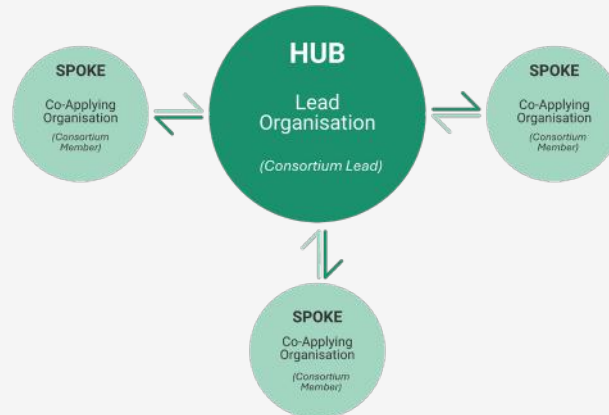 HUB
Lead
Organisation
(Consortium Lead)
SPOKE
Co-Applying
Organisation
(Consortium
Member)
SPOKE
Co-Applying
Organisation
(Consortium
Member)
SPOKE
Co-Applying
Organisation
(Consortium
Member)